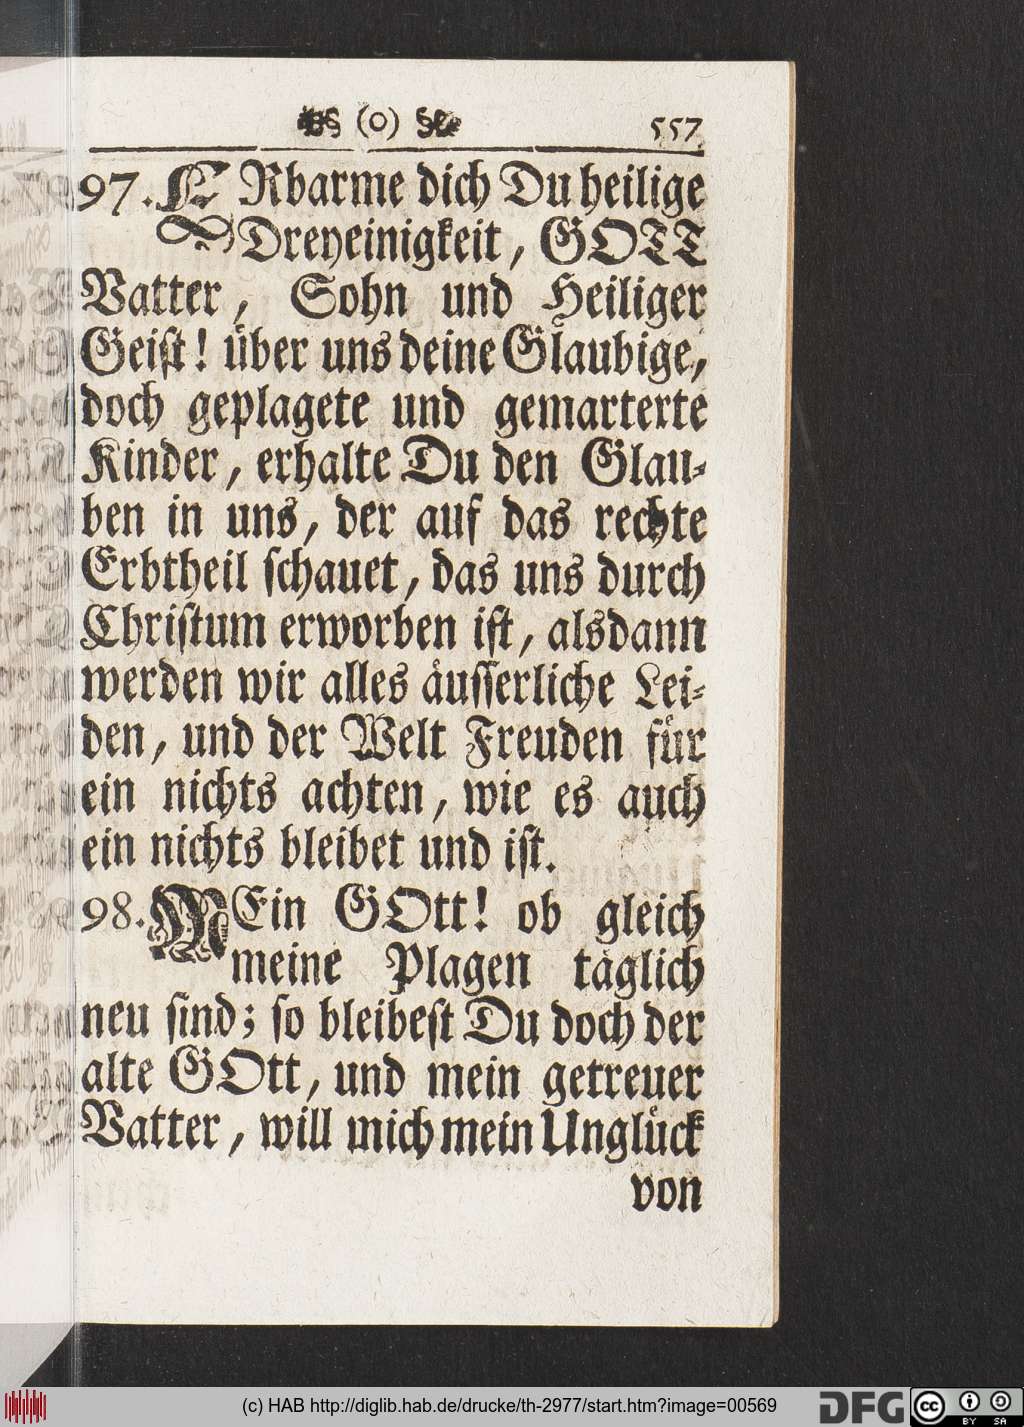 (o) 557
97. ERbarme dich Du heilige
Dreyeinigkeit, GOTT
Vatter, Sohn und Heiliger
Geist! über uns deine Gläubige,
doch geplagete und gemarterte
Kinder, erhalte Du den Glau-
ben in uns, der auf das rechte
Erbtheil schauet, das uns durch
Christum erworben ist, alsdann
werden wir alles äusserliche Lei-
den, und der Welt Freuden für
ein nichts achten, wie es auch
ein nichts bleibet und ist.
98. MEin GOtt! ob gleich
meine Plagen täglich
neu sind; so bleibest Du doch der
alte GOtt, und mein getreuer
Vatter, will mich mein Unglück
von
(c) HAB http://diglib.hab.de/drucke/th-2977/start.htm?image=00569
DFG
cc BY SA